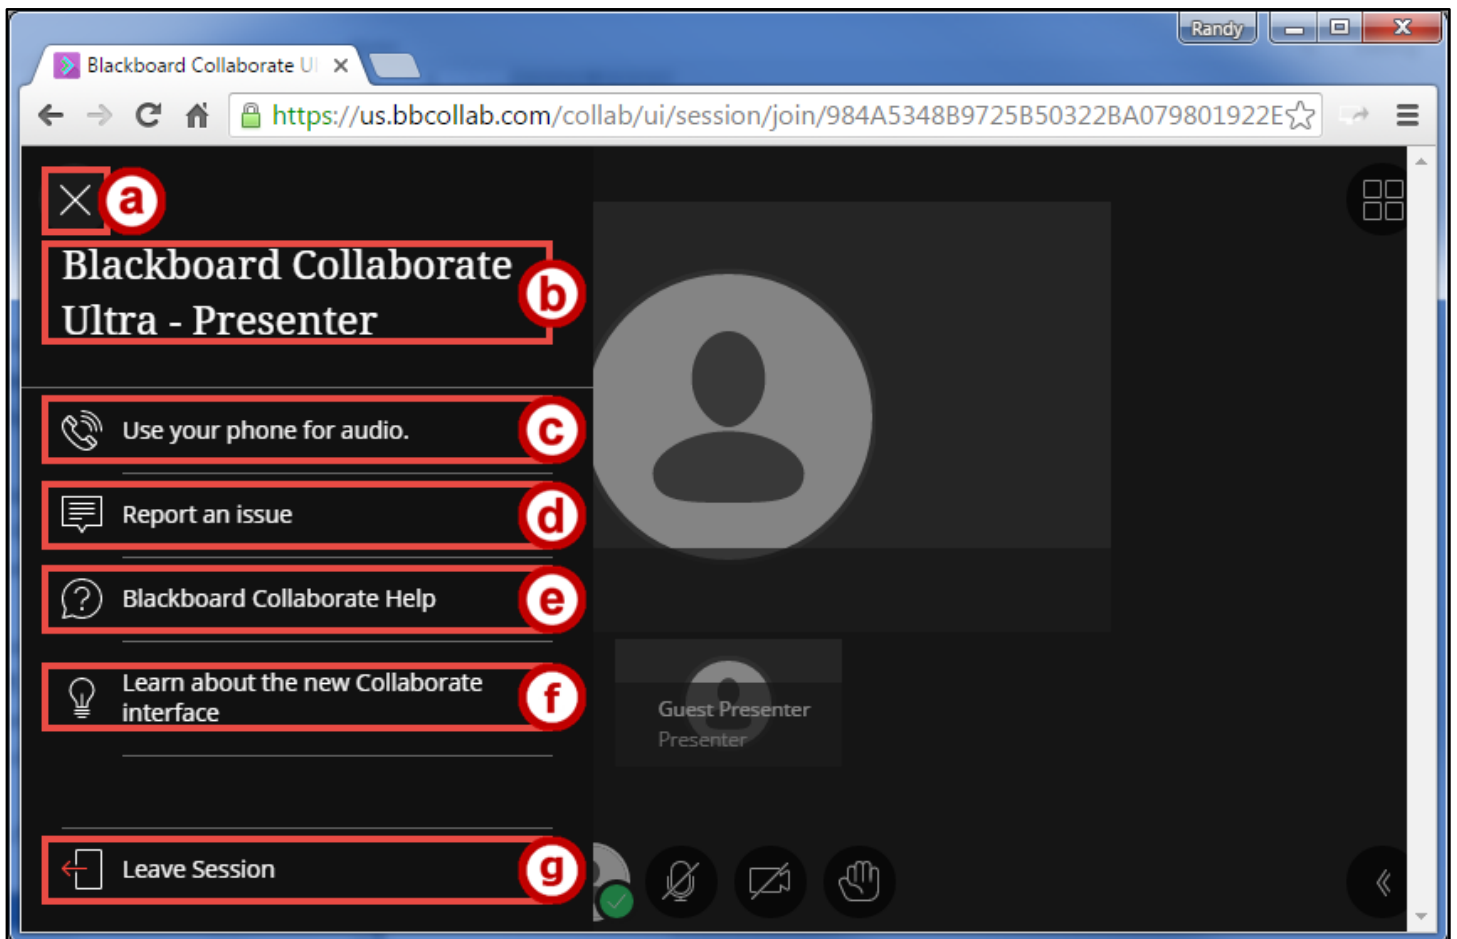 Randy
Blackboard Collaborate Ul
https://us.bbcollab.com/collab/ui/session/join/984A5348B9725B50322BA079801922E
a
Blackboard Collaborate
Ultra - Presenter
b
Use your phone for audio.
c
Report an issue
d
Blackboard Collaborate Help
e
Learn about the new Collaborate
interface
f
Guest Presenter
Presenter
Leave Session
g